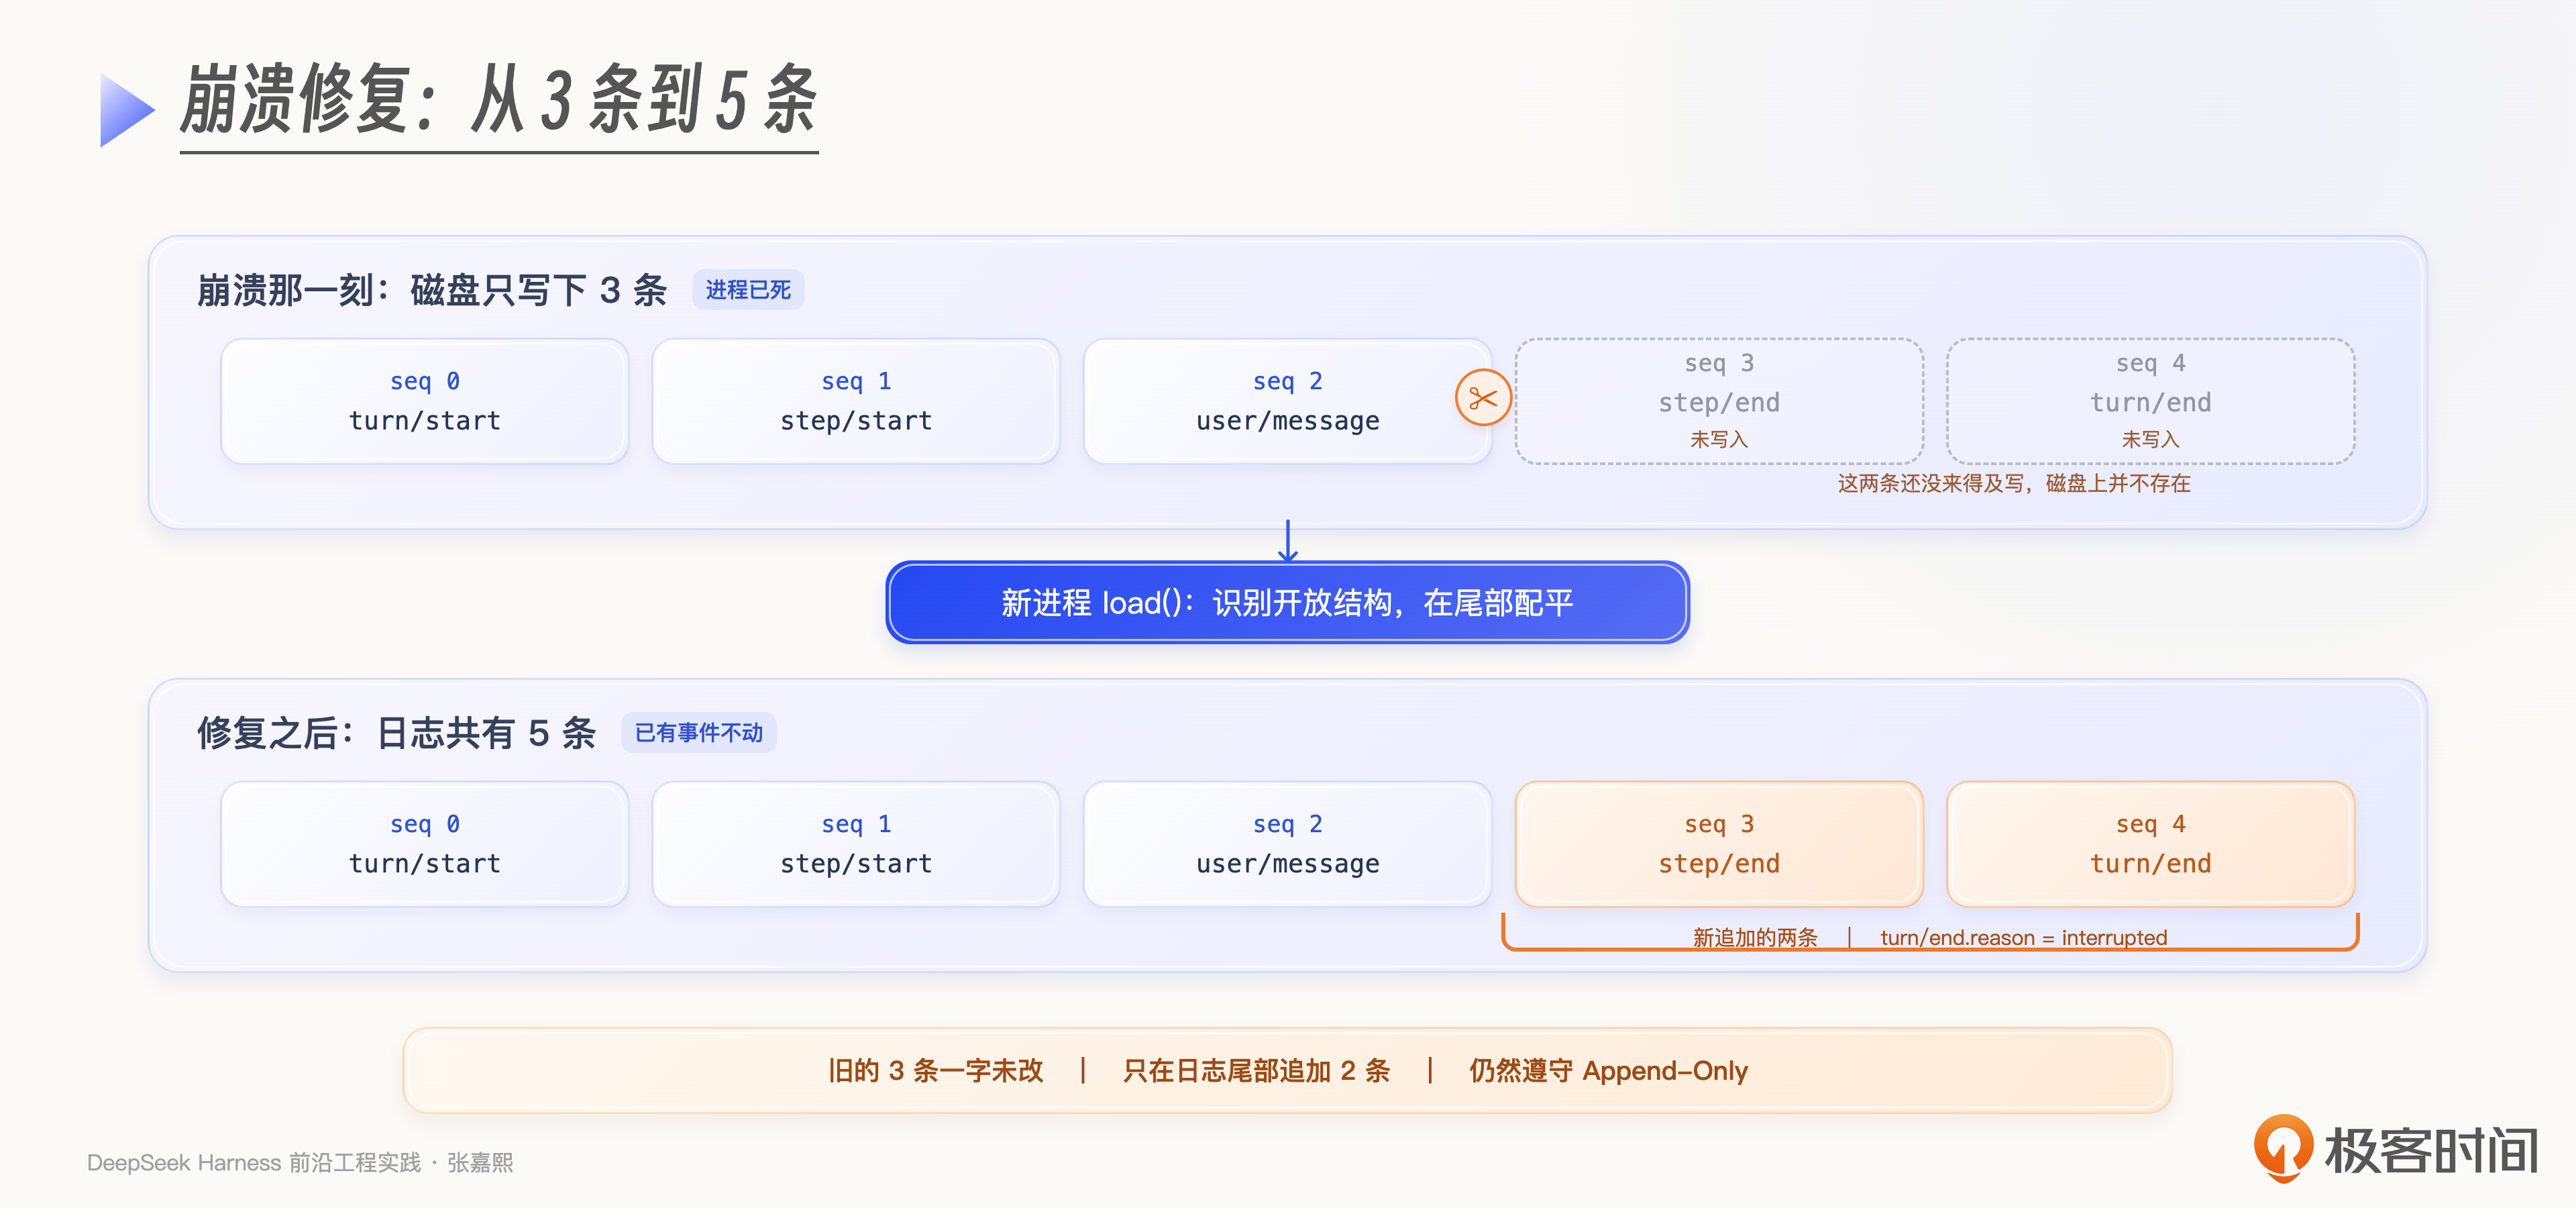 崩溃修复：从 3 条到 5 条
崩溃那一刻：磁盘只写下 3 条
进程已死
seq 0
turn/start
seq 1
step/start
seq 2
user/message
seq 3
step/end
未写入
seq 4
turn/end
未写入
这两条还没来得及写，磁盘上并不存在
新进程 load()：识别开放结构，在尾部配平
修复之后：日志共有 5 条
已有事件不动
seq 0
turn/start
seq 1
step/start
seq 2
user/message
seq 3
step/end
seq 4
turn/end
新追加的两条 | turn/end.reason = interrupted
旧的 3 条一字未改 | 只在日志尾部追加 2 条 | 仍然遵守 Append-Only
DeepSeek Harness 前沿工程实践 · 张嘉熙
极客时间